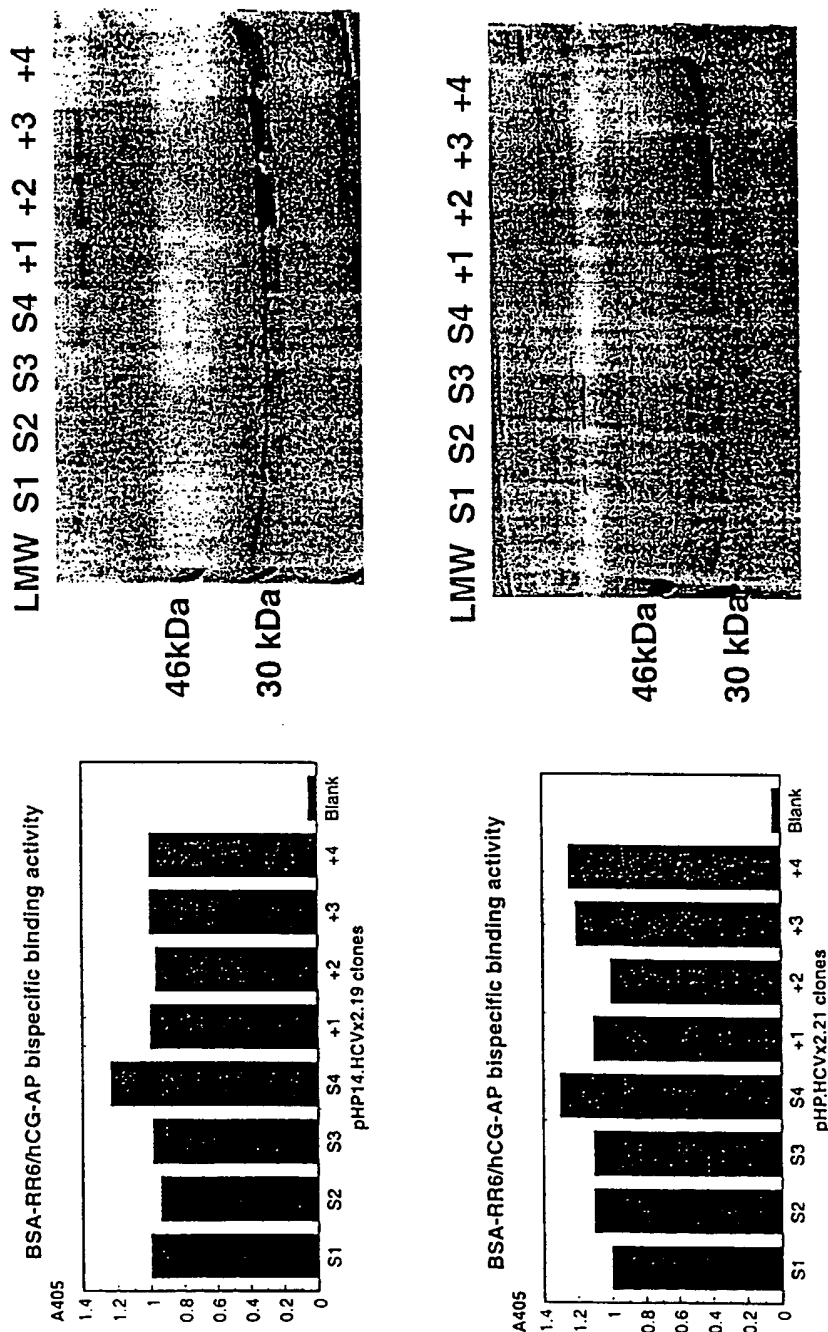 BSA-RR6/hCG-AP bispecific binding activity
A405
1.4
1.2
1
0.8
0.6
0.4
0.2
0
S1 S2 S3 S4 +1 +2 +3 +4 Blank
pHP14.HCVx2.19 clones
LMW S1 S2 S3 S4 +1 +2 +3 +4
46kDa
30 kDa
BSA-RR6/hCG-AP bispecific binding activity
A405
1.4
1.2
1
0.8
0.6
0.4
0.2
0
S1 S2 S3 S4 +1 +2 +3 +4 Blank
pHP.HCVx2.21 clones
LMW S1 S2 S3 S4 +1 +2 +3 +4
46kDa
30 kDa